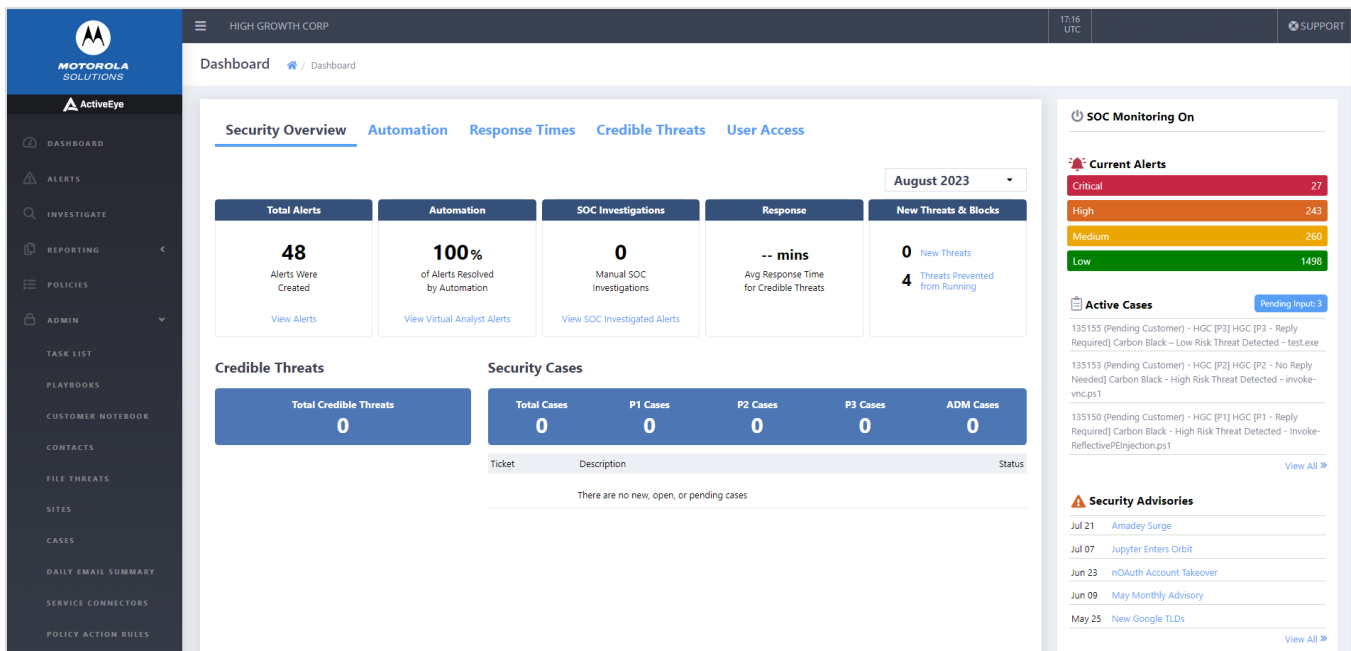 MOTOROLA
SOLUTIONS
ActiveEye
DASHBOARD
ALERTS
INVESTIGATE
REPORTING
POLICIES
ADMIN
TASK LIST
PLAYBOOKS
CUSTOMER NOTEBOOK
CONTACTS
FILE THREATS
SITES
CASES
DAILY EMAIL SUMMARY
SERVICE CONNECTORS
POLICY ACTION RULES
HIGH GROWTH CORP
17:16
UTC
SUPPORT
Dashboard / Dashboard
Security Overview Automation Response Times Credible Threats User Access
August 2023
Total Alerts
48
Alerts Were
Created
View Alerts
Automation
100%
of Alerts Resolved
by Automation
View Virtual Analyst Alerts
SOC Investigations
0
Manual SOC
Investigations
View SOC Investigated Alerts
Response
-- mins
Avg Response Time
for Credible Threats
New Threats & Blocks
0 New Threats
4 Threats Prevented
from Running
Credible Threats
Total Credible Threats
0
Security Cases
Total Cases P1 Cases P2 Cases P3 Cases ADM Cases
0 0 0 0 0
Ticket Description Status
There are no new, open, or pending cases
SOC Monitoring On
Current Alerts
Critical 27
High 243
Medium 260
Low 1498
Active Cases Pending Input: 3
135155 (Pending Customer) - HGC [P3] HGC [P3 - Reply
Required] Carbon Black – Low Risk Threat Detected - test.exe
135153 (Pending Customer) - HGC [P2] HGC [P2 - No Reply
Needed] Carbon Black - High Risk Threat Detected - invoke-
vnc.ps1
135150 (Pending Customer) - HGC [P1] HGC [P1 - Reply
Required] Carbon Black - High Risk Threat Detected - Invoke-
ReflectivePEInjection.ps1
View All »
Security Advisories
Jul 21 Amadey Surge
Jul 07 Jupyter Enters Orbit
Jun 23 nOAuth Account Takeover
Jun 09 May Monthly Advisory
May 25 New Google TLDs
View All »